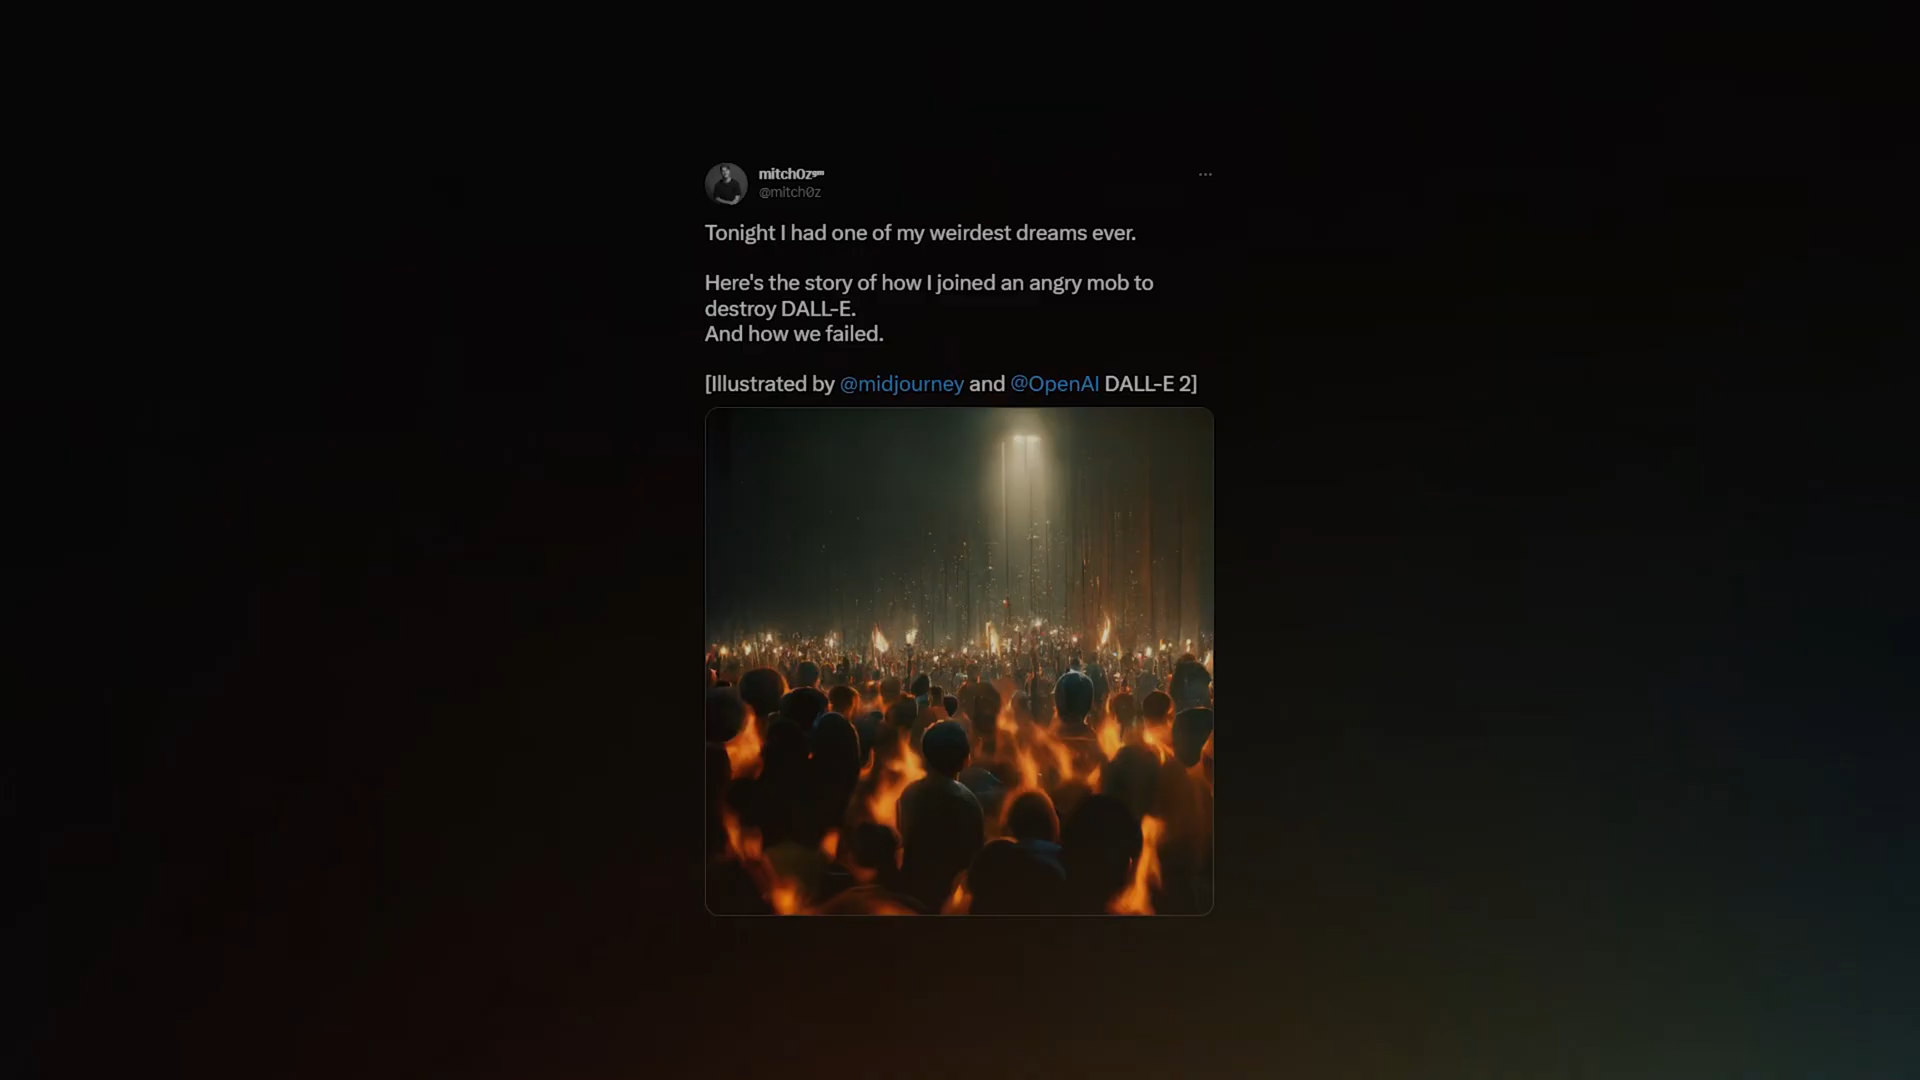 mitch0z
@mitch0z
Tonight I had one of my weirdest dreams ever.
Here's the story of how I joined an angry mob to
destroy DALL-E.
And how we failed.
[Illustrated by @midjourney and @OpenAI DALL-E 2]